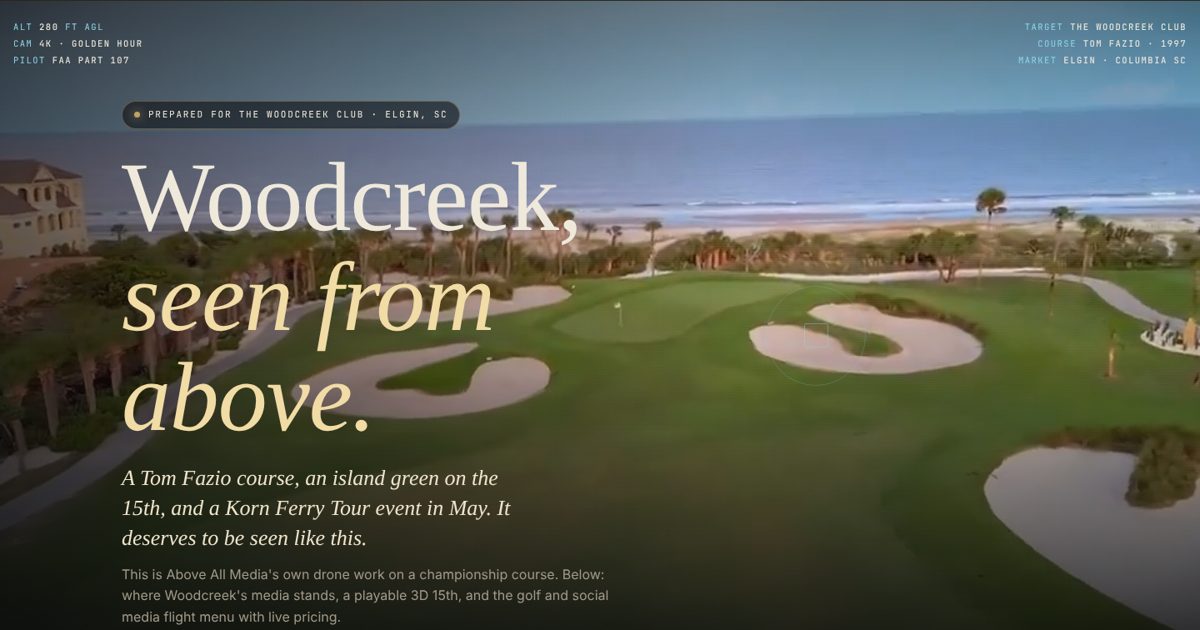 ALT 280 FT AGL
CAM 4K · GOLDEN HOUR
PILOT FAA PART 107
TARGET THE WOODCREEK CLUB
COURSE TOM FAZIO · 1997
MARKET ELGIN · COLUMBIA SC
PREPARED FOR THE WOODCREEK CLUB · ELGIN, SC
Woodcreek,
seen from
above.
A Tom Fazio course, an island green on the
15th, and a Korn Ferry Tour event in May. It
deserves to be seen like this.
This is Above All Media's own drone work on a championship course. Below:
where Woodcreek's media stands, a playable 3D 15th, and the golf and social
media flight menu with live pricing.